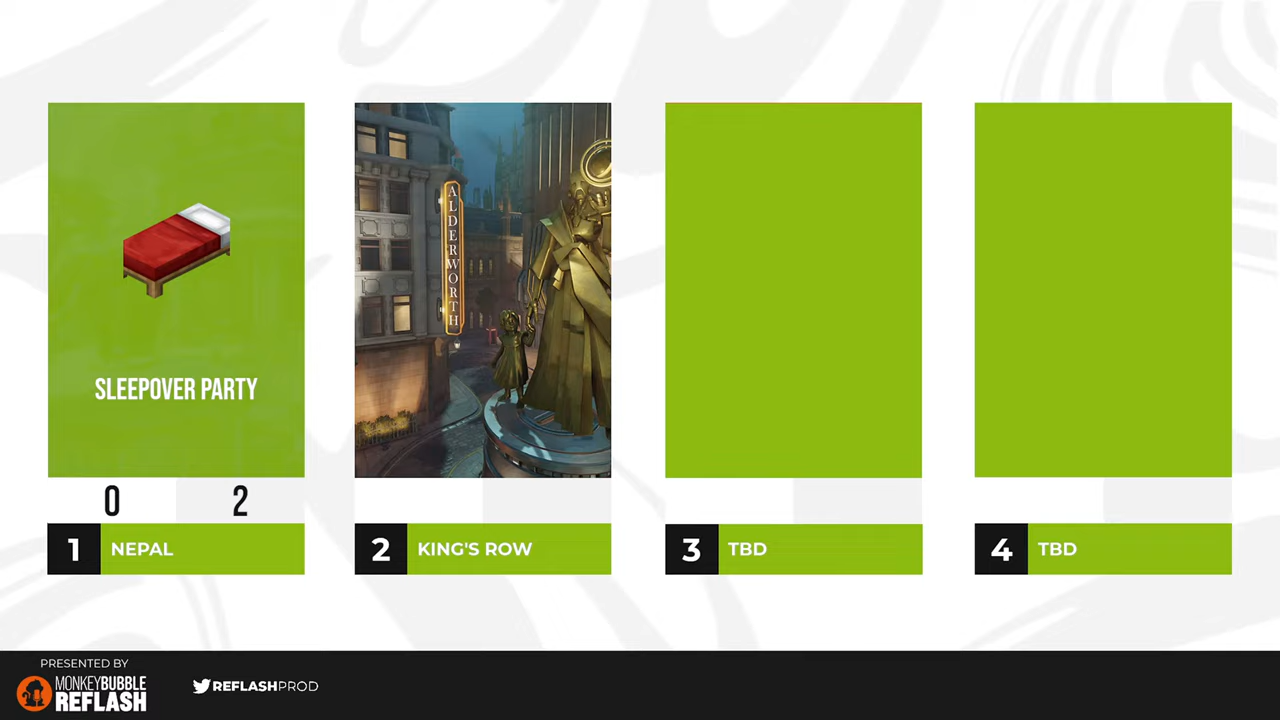 ALDERWORTH
SLEEPOVER PARTY
0 2
1 NEPAL
2 KING'S ROW
3 TBD
4 TBD
PRESENTED BY
MONKEYBUBBLE
REFLASH
REFLASHPROD